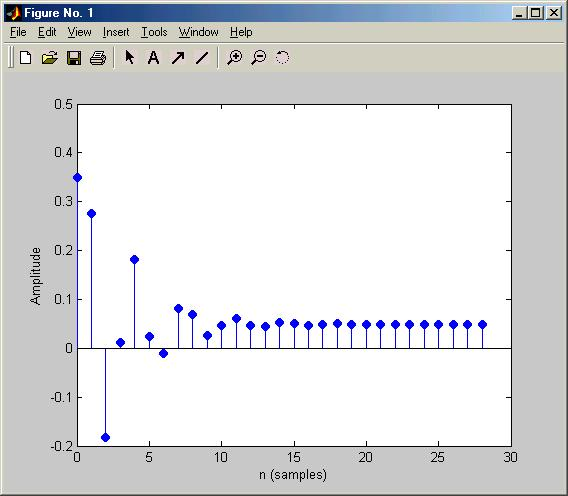 Figure No. 1
File Edit View Insert Tools Window Help
A
0.5
0.4
0.3
0.2
0.1
0
-0.1
-0.2
Amplitude
0 5 10 15 20 25 30
n (samples)